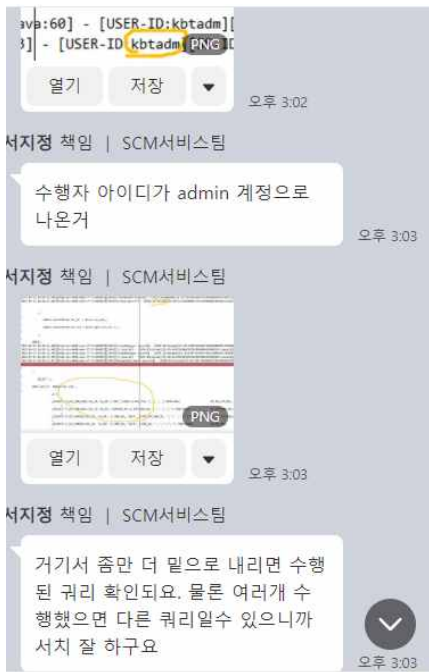 ava:60] - [USER-ID:kbtadm][
3] - [USER-ID:kbtadm
PNG
열기 저장
오후 3:02
서지정 책임 | SCM서비스팀
수행자 아이디가 admin 계정으로
나온거
오후 3:03
서지정 책임 | SCM서비스팀
PNG
열기 저장
오후 3:03
서지정 책임 | SCM서비스팀
거기서 좀만 더 밑으로 내리면 수행
된 쿼리 확인되요. 물론 여러개 수
행했으면 다른 쿼리일수 있으니까
서치 잘 하구요
오후 3:03